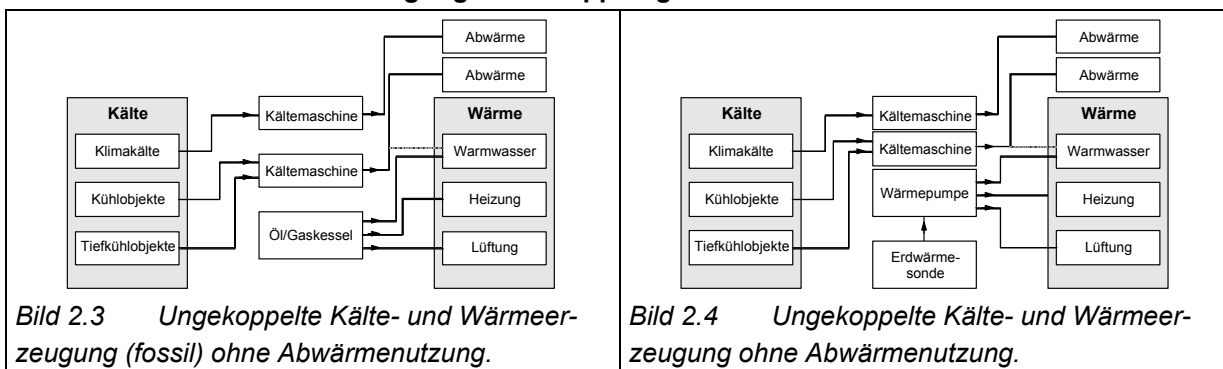 Abwärme
Abwärme
Kälte
Wärme
Kältemaschine
Klimakälte
Warmwasser
Kältemaschine
Kühlobjekte
Heizung
Öl/Gaskessel
Tiefkühlobjekte
Lüftung
Bild 2.3 Ungekoppelte Kälte- und Wärmeer-
zeugung (fossil) ohne Abwärmenutzung.
Abwärme
Abwärme
Kälte
Wärme
Kältemaschine
Klimakälte
Kältemaschine
Warmwasser
Wärmepumpe
Kühlobjekte
Heizung
Tiefkühlobjekte
Erdwärme-
sonde
Lüftung
Bild 2.4 Ungekoppelte Kälte- und Wärmeer-
zeugung ohne Abwärmenutzung.